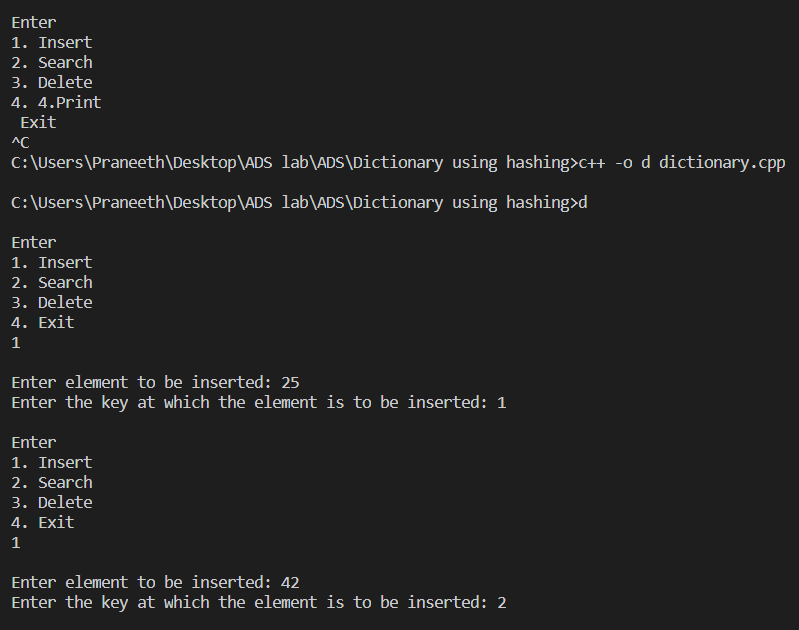 Enter
1. Insert
2. Search
3. Delete
4. 4.Print
 Exit
^C
C:\Users\Praneeth\Desktop\ADS lab\ADS\Dictionary using hashing>c++ -o d dictionary.cpp
C:\Users\Praneeth\Desktop\ADS lab\ADS\Dictionary using hashing>d
Enter
1. Insert
2. Search
3. Delete
4. Exit
1
Enter element to be inserted: 25
Enter the key at which the element is to be inserted: 1
Enter
1. Insert
2. Search
3. Delete
4. Exit
1
Enter element to be inserted: 42
Enter the key at which the element is to be inserted: 2